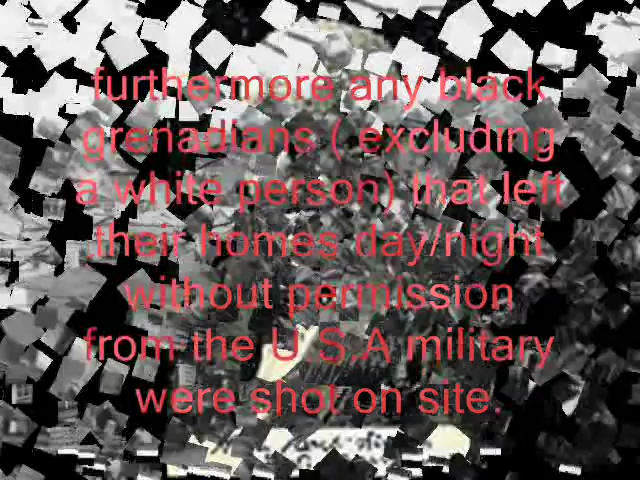 furthermore any black
grenadians ( excluding
a white person) that left
their homes day/night
without permission
from the U.S.A military
were shot on site.